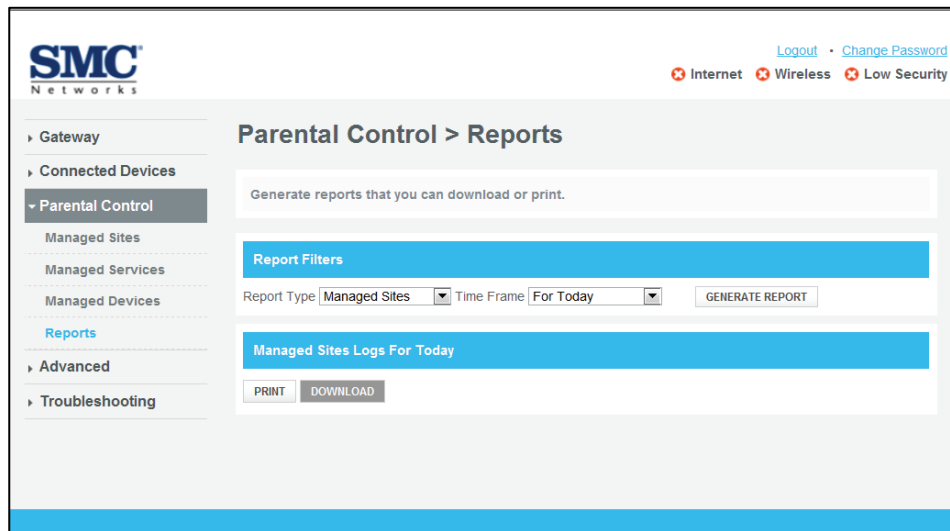 SMC®
Networks
Logout • Change Password
Internet Wireless Low Security
Gateway
Connected Devices
Parental Control
Managed Sites
Managed Services
Managed Devices
Reports
Advanced
Troubleshooting
Parental Control > Reports
Generate reports that you can download or print.
Report Filters
Report Type Managed Sites Time Frame For Today GENERATE REPORT
Managed Sites Logs For Today
PRINT DOWNLOAD